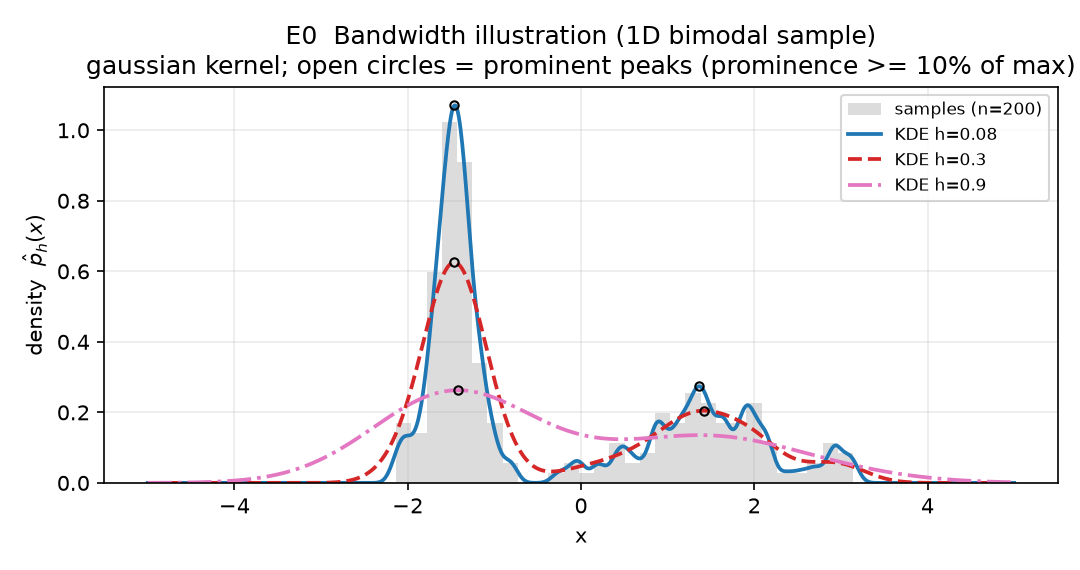 E0  Bandwidth illustration (1D bimodal sample)
gaussian kernel; open circles = prominent peaks (prominence >= 10% of max)
samples (n=200)
KDE h=0.08
KDE h=0.3
KDE h=0.9
density p̂ₕ(x)
1.0
0.8
0.6
0.4
0.2
0.0
−4
−2
0
2
4
x